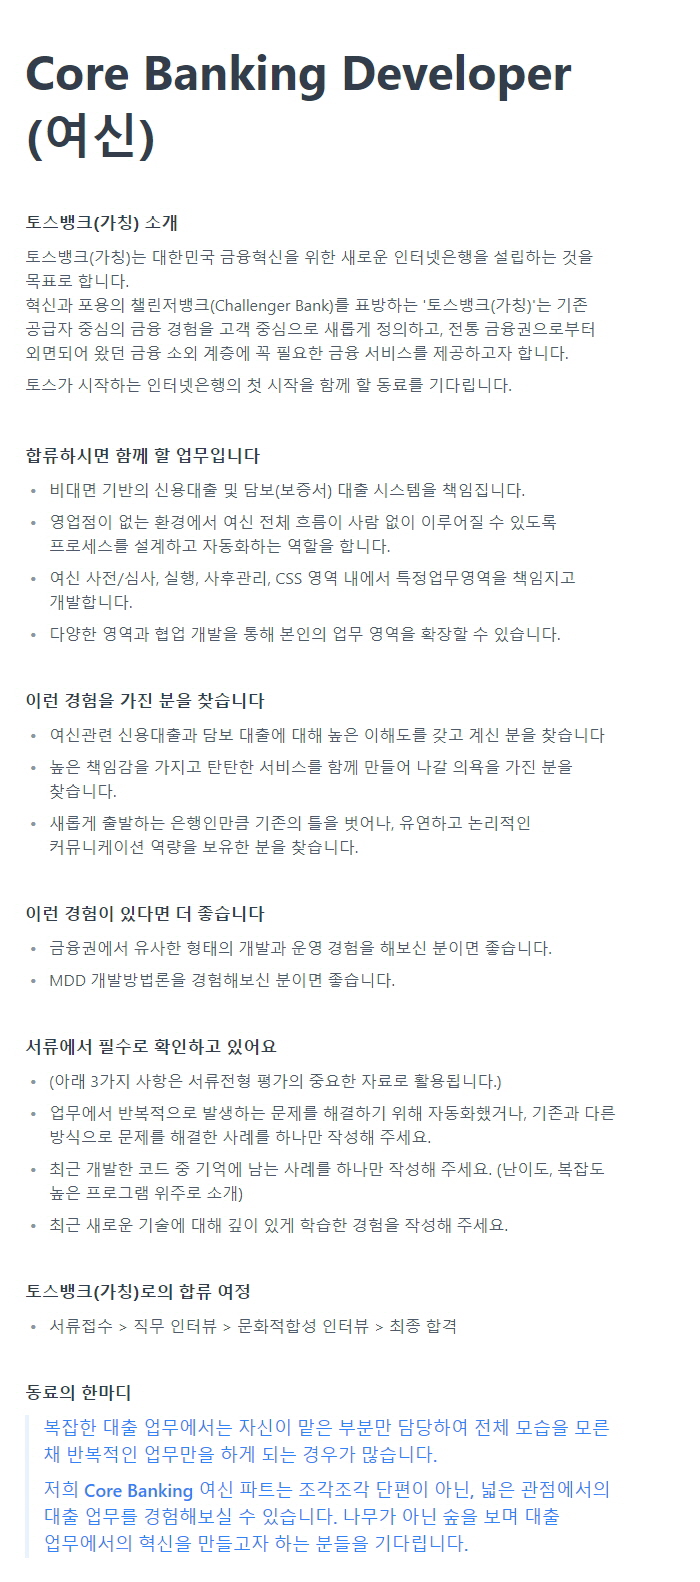 Core Banking Developer
(여신)
토스뱅크(가칭) 소개
토스뱅크(가칭)는 대한민국 금융혁신을 위한 새로운 인터넷은행을 설립하는 것을
목표로 합니다.
혁신과 포용의 챌린저뱅크(Challenger Bank)를 표방하는 '토스뱅크(가칭)'는 기존
공급자 중심의 금융 경험을 고객 중심으로 새롭게 정의하고, 전통 금융권으로부터
외면되어 왔던 금융 소외 계층에 꼭 필요한 금융 서비스를 제공하고자 합니다.
토스가 시작하는 인터넷은행의 첫 시작을 함께 할 동료를 기다립니다.
합류하시면 함께 할 업무입니다
• 비대면 기반의 신용대출 및 담보(보증서) 대출 시스템을 책임집니다.
• 영업점이 없는 환경에서 여신 전체 흐름이 사람 없이 이루어질 수 있도록
프로세스를 설계하고 자동화하는 역할을 합니다.
• 여신 사전/심사, 실행, 사후관리, CSS 영역 내에서 특정업무영역을 책임지고
개발합니다.
• 다양한 영역과 협업 개발을 통해 본인의 업무 영역을 확장할 수 있습니다.
이런 경험을 가진 분을 찾습니다
• 여신관련 신용대출과 담보 대출에 대해 높은 이해도를 갖고 계신 분을 찾습니다
• 높은 책임감을 가지고 탄탄한 서비스를 함께 만들어 나갈 의욕을 가진 분을
찾습니다.
• 새롭게 출발하는 은행인만큼 기존의 틀을 벗어나, 유연하고 논리적인
커뮤니케이션 역량을 보유한 분을 찾습니다.
이런 경험이 있다면 더 좋습니다
• 금융권에서 유사한 형태의 개발과 운영 경험을 해보신 분이면 좋습니다.
• MDD 개발방법론을 경험해보신 분이면 좋습니다.
서류에서 필수로 확인하고 있어요
• (아래 3가지 사항은 서류전형 평가의 중요한 자료로 활용됩니다.)
• 업무에서 반복적으로 발생하는 문제를 해결하기 위해 자동화했거나, 기존과 다른
방식으로 문제를 해결한 사례를 하나만 작성해 주세요.
• 최근 개발한 코드 중 기억에 남는 사례를 하나만 작성해 주세요. (난이도, 복잡도
높은 프로그램 위주로 소개)
• 최근 새로운 기술에 대해 깊이 있게 학습한 경험을 작성해 주세요.
토스뱅크(가칭)로의 합류 여정
• 서류접수 > 직무 인터뷰 > 문화적합성 인터뷰 > 최종 합격
동료의 한마디
복잡한 대출 업무에서는 자신이 맡은 부분만 담당하여 전체 모습을 모른
채 반복적인 업무만을 하게 되는 경우가 많습니다.
저희 Core Banking 여신 파트는 조각조각 단편이 아닌, 넓은 관점에서의
대출 업무를 경험해보실 수 있습니다. 나무가 아닌 숲을 보며 대출
업무에서의 혁신을 만들고자 하는 분들을 기다립니다.